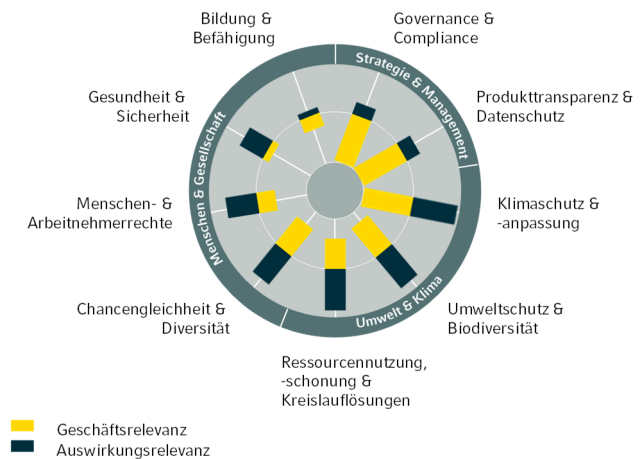 Bildung &
Befähigung
Governance &
Compliance
Strategie & Management
Gesundheit &
Sicherheit
Produkttransparenz &
Datenschutz
Menschen & Gesellschaft
Menschen- &
Arbeitnehmerrechte
Klimaschutz &
-anpassung
Chancengleichheit &
Diversität
Umwelt & Klima
Umweltschutz &
Biodiversität
Ressourcennutzung,
-schonung &
Kreislauflösungen
Geschäftsrelevanz
Auswirkungsrelevanz